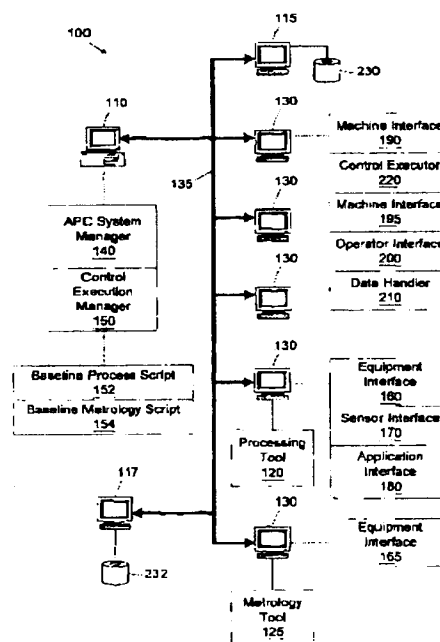 100
115
230
110
130
Machine Interface
190
Control Executor
220
135
130
Machine Interface
195
APC System
Manager
140
Operator Interface
200
Control
Execution
Manager
150
130
Data Handler
210
Baseline Process Script
152
Baseline Metrology Script
154
130
Equipment
Interface
160
Sensor Interface
170
Application
Interface
180
Processing
Tool
120
117
232
130
Equipment
Interface
165
Metrology
Tool
125